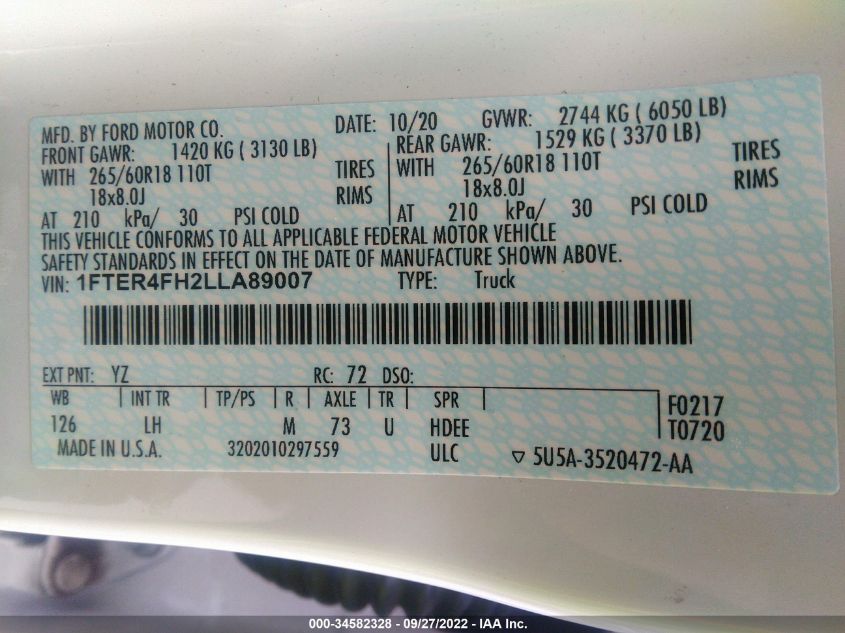 MFD. BY FORD MOTOR CO. DATE: 10/20 GVWR: 2744 KG ( 6050 LB)
FRONT GAWR: 1420 KG ( 3130 LB) REAR GAWR: 1529 KG ( 3370 LB)
WITH 265/60R18 110T TIRES WITH 265/60R18 110T TIRES
18x8.0J RIMS 18x8.0J RIMS
AT 210 kPa/ 30 PSI COLD AT 210 kPa/ 30 PSI COLD
THIS VEHICLE CONFORMS TO ALL APPLICABLE FEDERAL MOTOR VEHICLE
SAFETY STANDARDS IN EFFECT ON THE DATE OF MANUFACTURE SHOWN ABOVE.
VIN: 1FTER4FH2LLA89007 TYPE: Truck
EXT PNT: YZ RC: 72 DSO:
WB INT TR TP/PS R AXLE TR SPR F0217
126 LH M 73 U HDEE T0720
MADE IN U.S.A. 3202010297559 ULC ▽ 5U5A-3520472-AA
000-34582328 - 09/27/2022 - IAA Inc.